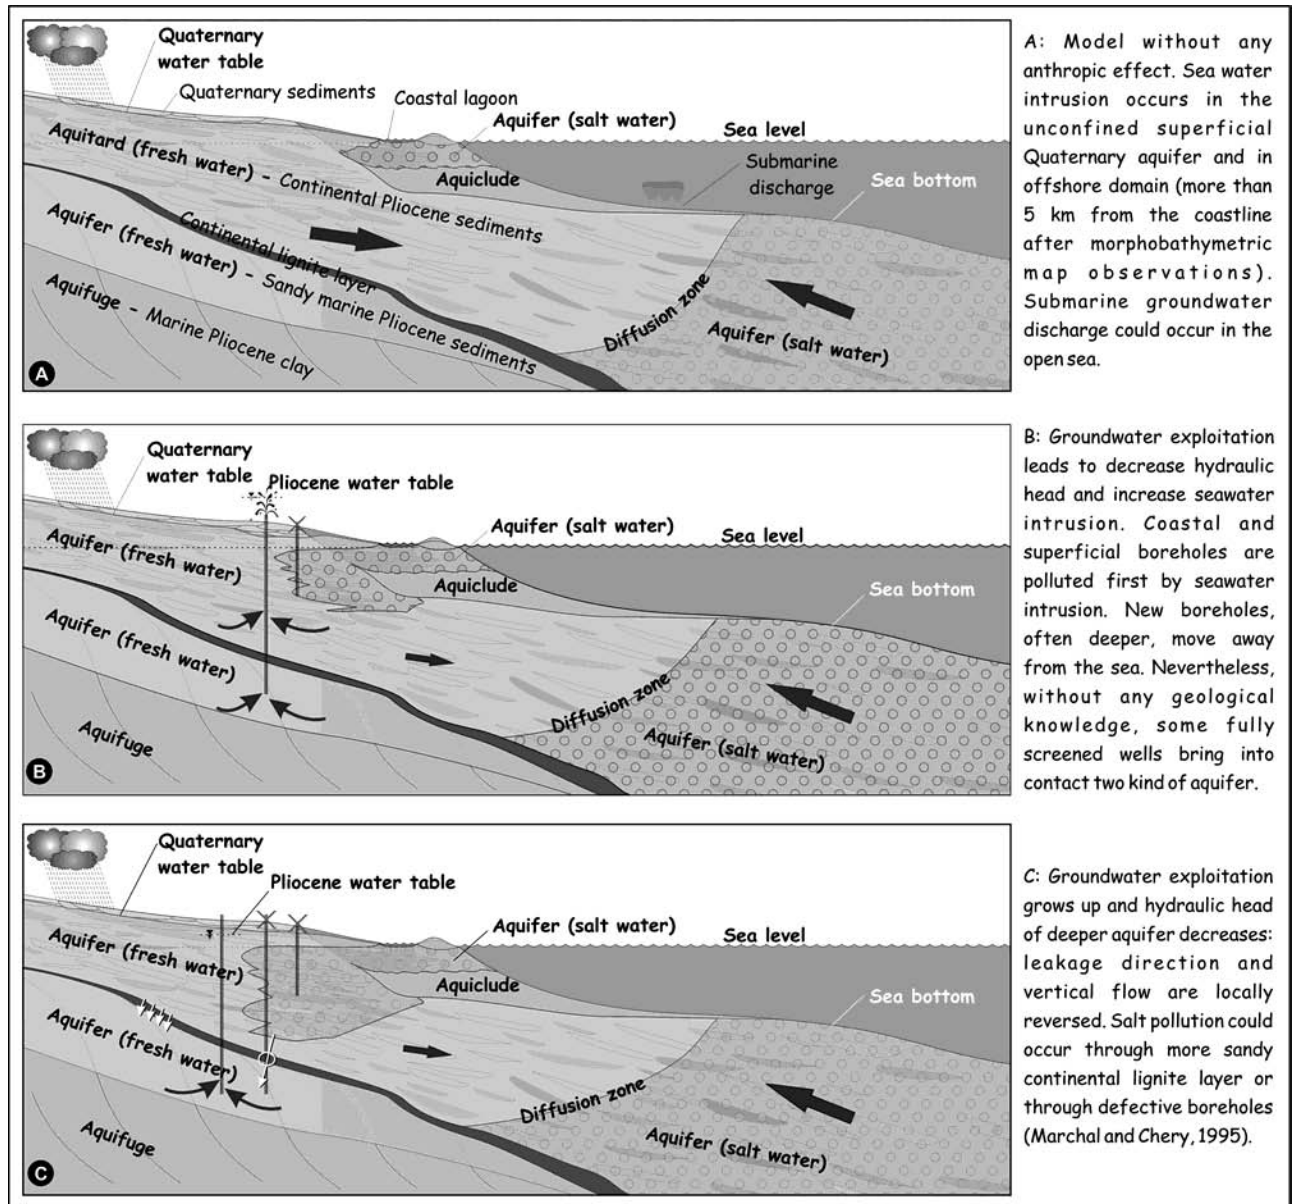 Quaternary
water table
Quaternary sediments
Coastal lagoon
Aquifer (salt water)
Sea level
Aquitard (fresh water) - Continental Pliocene sediments
Aquiclude
Submarine
discharge
Sea bottom
Continental lignite layer
Aquifer (fresh water) - Sandy marine Pliocene sediments
Aquifuge - Marine Pliocene clay
Diffusion zone
Aquifer (salt water)
A
A: Model without any
anthropic effect. Sea water
intrusion occurs in the
unconfined superficial
Quaternary aquifer and in
offshore domain (more than
5 km from the coastline
after morphobathymetric
map observations).
Submarine groundwater
discharge could occur in the
open sea.
Quaternary
water table
Pliocene water table
Aquifer (salt water)
Sea level
Aquifer (fresh water)
Aquiclude
Sea bottom
Aquifer (fresh water)
Diffusion zone
Aquifuge
Aquifer (salt water)
B
B: Groundwater exploitation
leads to decrease hydraulic
head and increase seawater
intrusion. Coastal and
superficial boreholes are
polluted first by seawater
intrusion. New boreholes,
often deeper, move away
from the sea. Nevertheless,
without any geological
knowledge, some fully
screened wells bring into
contact two kind of aquifer.
Quaternary
water table
Pliocene water table
Aquifer (salt water)
Sea level
Aquifer (fresh water)
Aquiclude
Sea bottom
Aquifer (fresh water)
Diffusion zone
Aquifuge
Aquifer (salt water)
C
C: Groundwater exploitation
grows up and hydraulic head
of deeper aquifer decreases:
leakage direction and
vertical flow are locally
reversed. Salt pollution could
occur through more sandy
continental lignite layer or
through defective boreholes
(Marchal and Chery, 1995).